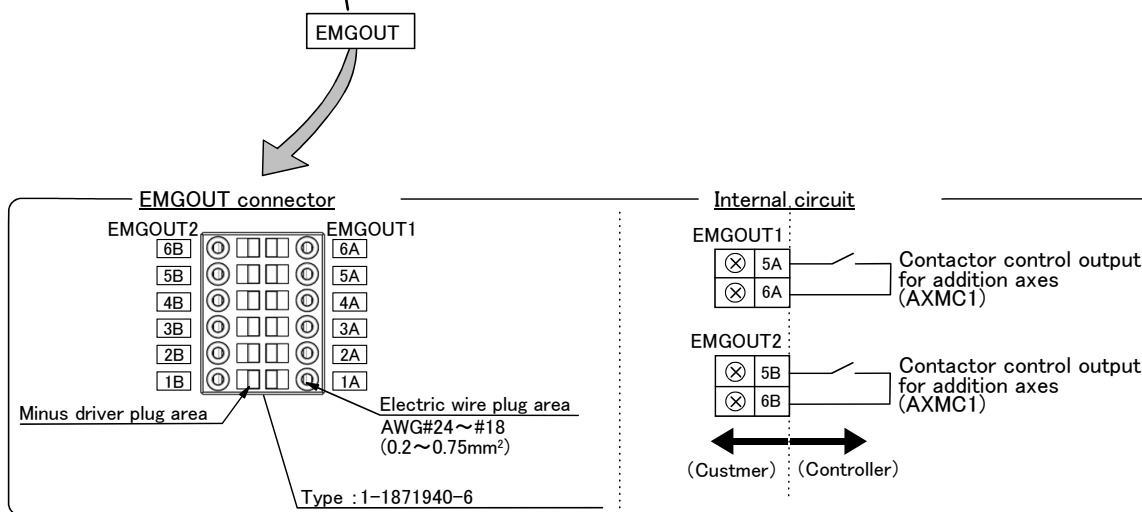 EMGOUT
EMGOUT connector
EMGOUT2
EMGOUT1
6B
6A
5B
5A
4B
4A
3B
3A
2B
2A
1B
1A
Minus driver plug area
Electric wire plug area
AWG#24～#18
(0.2～0.75mm²)
Type :1-1871940-6
Internal circuit
EMGOUT1
5A
6A
Contactor control output
for addition axes
(AXMC1)
EMGOUT2
5B
6B
Contactor control output
for addition axes
(AXMC1)
(Custmer)
(Controller)